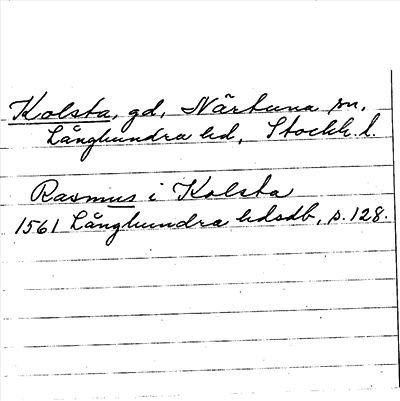 Kolsta, gd, Närtuna sn,
Långhundra hd, Stockh. l.
Rasmus i Kolsta
1561 Långhundra hdsdb, s. 128.